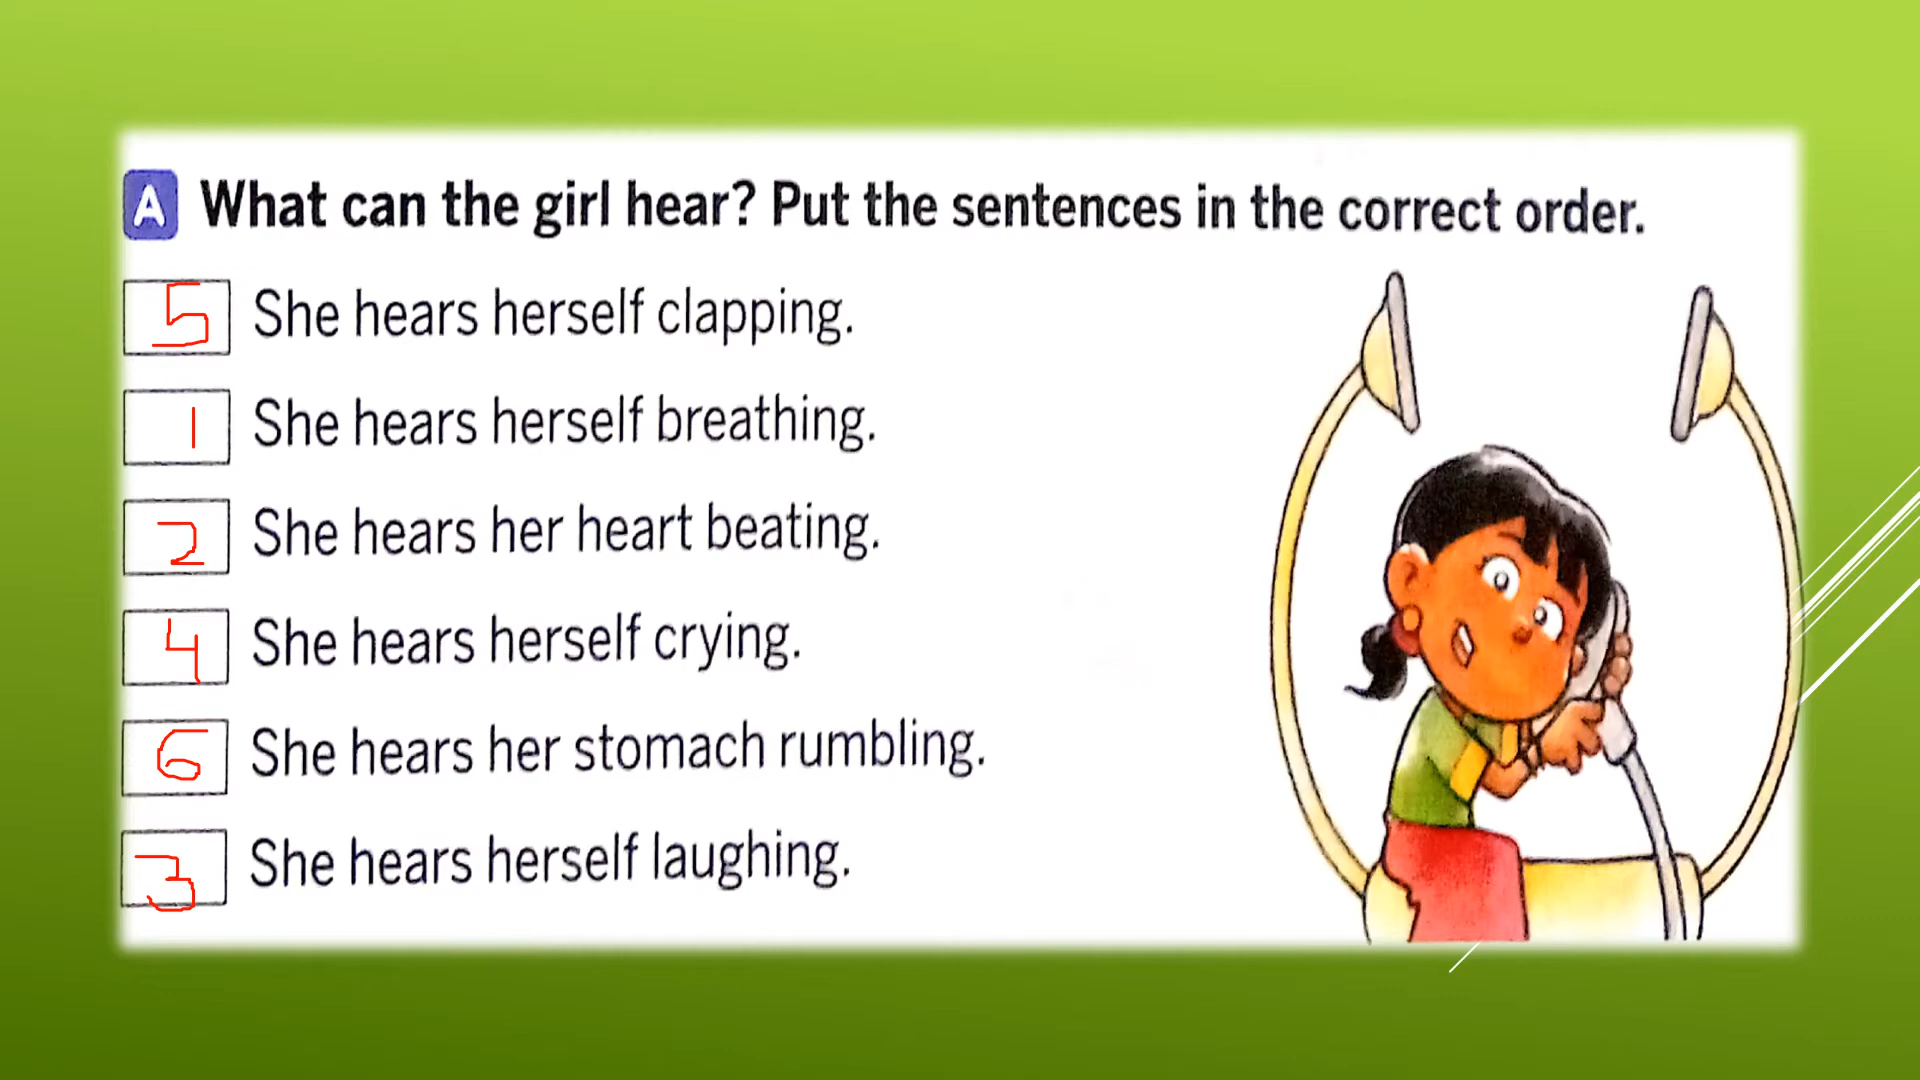 A What can the girl hear? Put the sentences in the correct order.
5 She hears herself clapping.
1 She hears herself breathing.
2 She hears her heart beating.
4 She hears herself crying.
6 She hears her stomach rumbling.
3 She hears herself laughing.